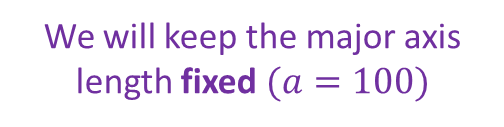 We will keep the major axis
length fixed (𝑎 = 100)